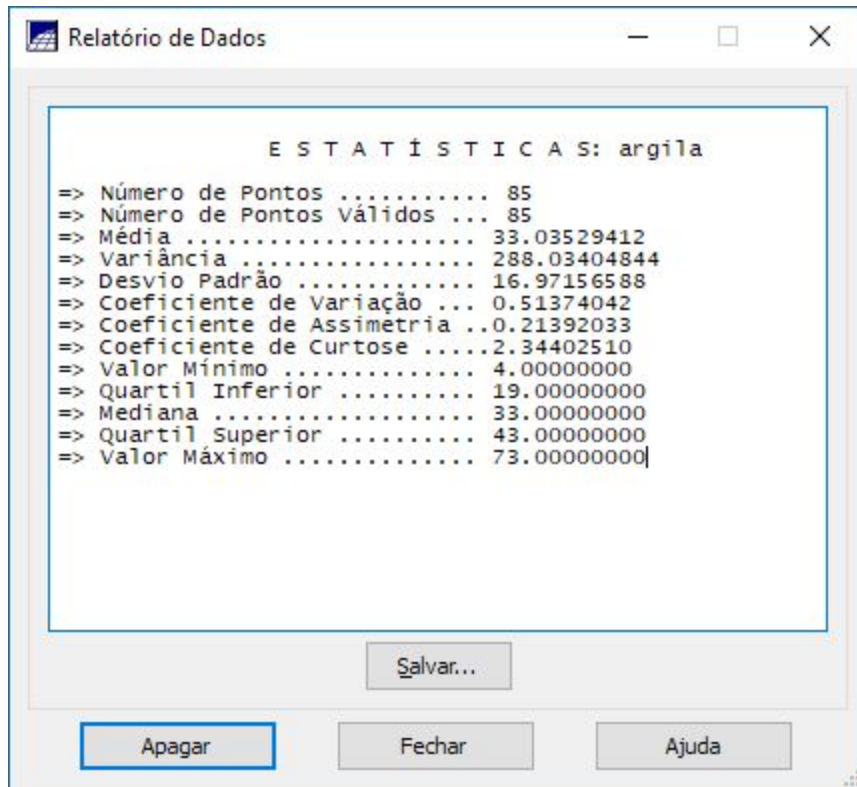 Relatório de Dados
E S T A T Í S T I C A S: argila
=> Número de Pontos ........... 85
=> Número de Pontos Válidos ... 85
=> Média ...................... 33.03529412
=> Variância .................. 288.03404844
=> Desvio Padrão .............. 16.97156588
=> Coeficiente de Variação ... 0.51374042
=> Coeficiente de Assimetria ..0.21392033
=> Coeficiente de Curtose .....2.34402510
=> Valor Mínimo ............... 4.00000000
=> Quartil Inferior .......... 19.00000000
=> Mediana ................... 33.00000000
=> Quartil Superior .......... 43.00000000
=> Valor Máximo .............. 73.00000000
Salvar...
Apagar Fechar Ajuda